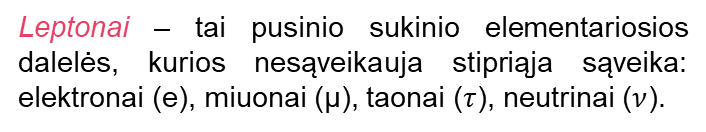 Leptonai – tai pusinio sukinio elementariosios
dalelės, kurios nesąveikauja stipriąja sąveika:
elektronai (e), miuonai (μ), taonai (𝜏), neutrinai (𝜈).